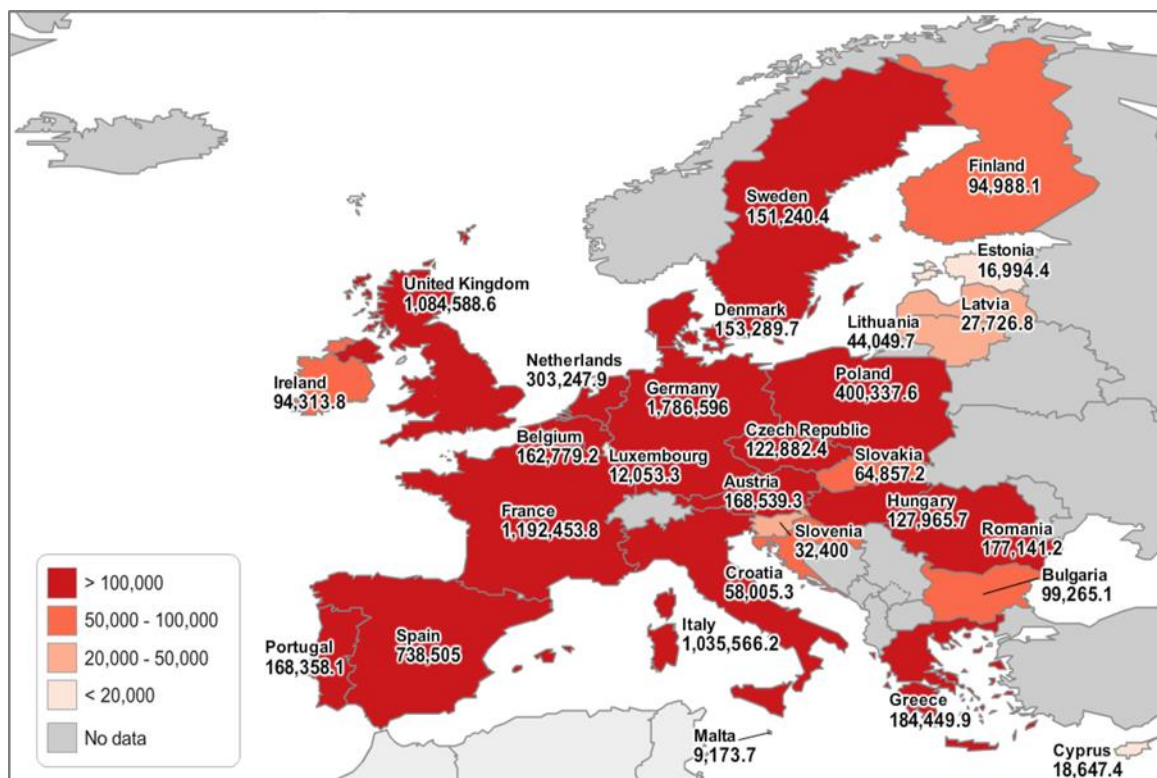 Finland
94,988.1
Sweden
151,240.4
Estonia
16,994.4
United Kingdom
1,084,588.6
Latvia
27,726.8
Denmark
153,289.7
Lithuania
44,049.7
Netherlands
303,247.9
Poland
400,337.6
Ireland
94,313.8
Germany
1,786,596
Czech Republic
122,882.4
Belgium
162,779.2
Luxembourg
12,053.3
Slovakia
64,857.2
Austria
168,539.3
Hungary
127,965.7
France
1,192,453.8
Slovenia
32,400
Romania
177,141.2
Croatia
58,005.3
Bulgaria
99,265.1
Italy
1,035,566.2
Spain
738,505
Portugal
168,358.1
Greece
184,449.9
Malta
9,173.7
Cyprus
18,647.4
> 100,000
50,000 - 100,000
20,000 - 50,000
< 20,000
No data